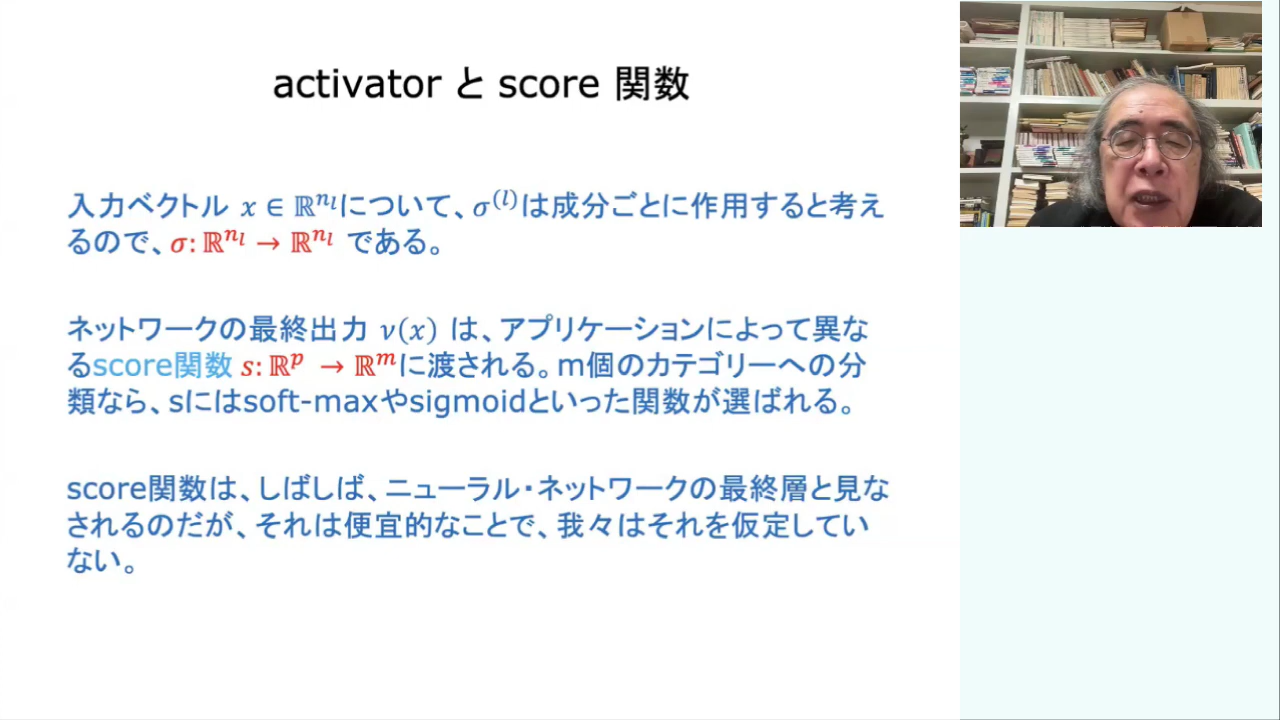 activator と score 関数
入力ベクトル x ∈ ℝ^{n_l}について、σ^{(l)}は成分ごとに作用すると考え
るので、σ: ℝ^{n_l} → ℝ^{n_l} である。
ネットワークの最終出力 ν(x) は、アプリケーションによって異な
るscore関数 s: ℝ^p → ℝ^mに渡される。m個のカテゴリーへの分
類なら、sにはsoft-maxやsigmoidといった関数が選ばれる。
score関数は、しばしば、ニューラル・ネットワークの最終層と見な
されるのだが、それは便宜的なことで、我々はそれを仮定してい
ない。